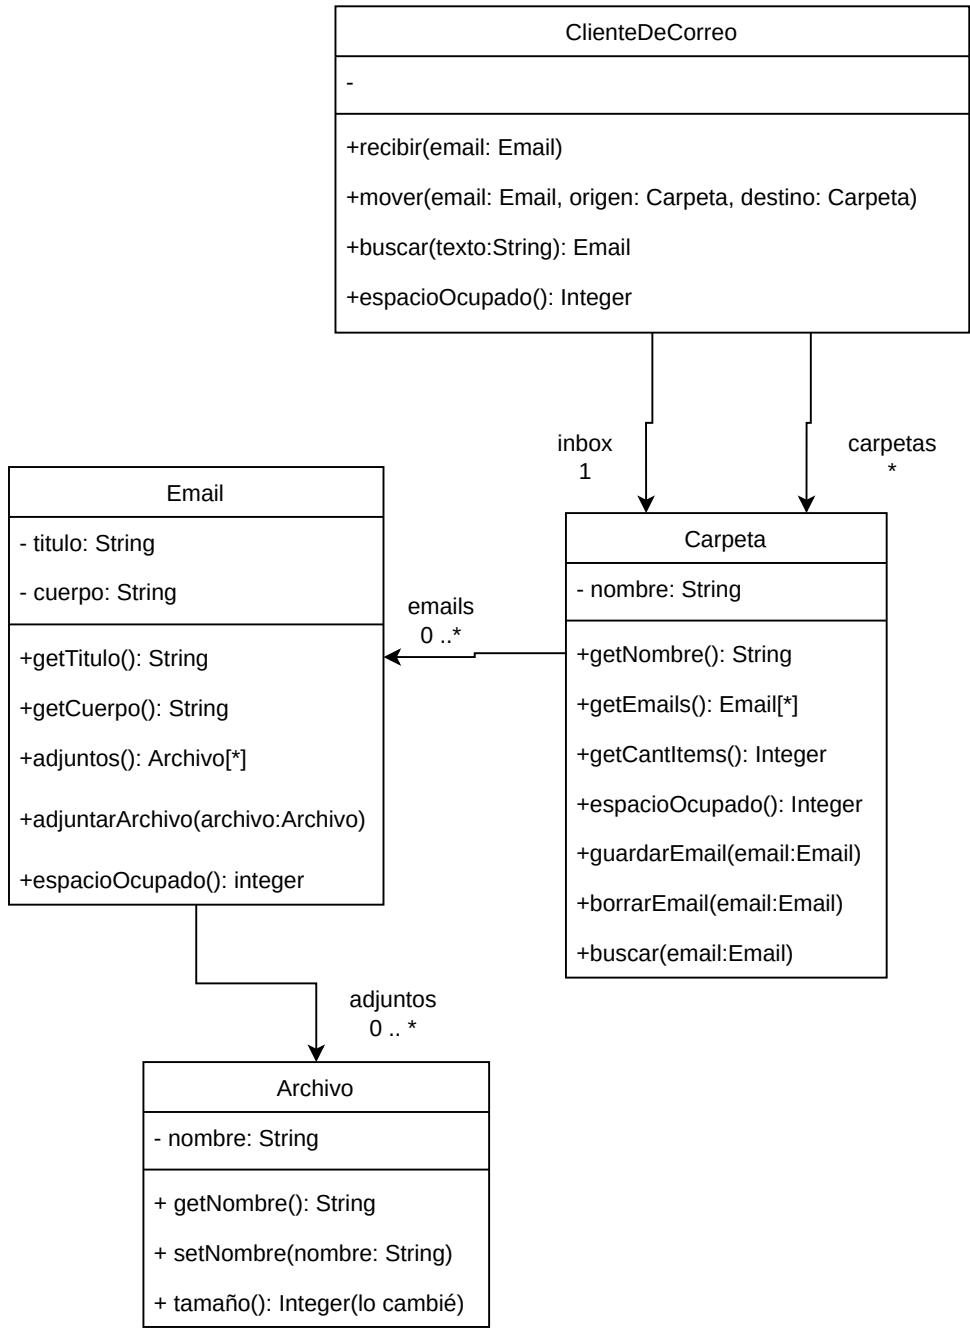 ClienteDeCorreo
-
+recibir(email: Email)
+mover(email: Email, origen: Carpeta, destino: Carpeta)
+buscar(texto:String): Email
+espacioOcupado(): Integer
inbox
1
carpetas
*
Email
- titulo: String
- cuerpo: String
+getTitulo(): String
+getCuerpo(): String
+adjuntos(): Archivo[*]
+adjuntarArchivo(archivo:Archivo)
+espacioOcupado(): integer
emails
0 ..*
Carpeta
- nombre: String
+getNombre(): String
+getEmails(): Email[*]
+getCantItems(): Integer
+espacioOcupado(): Integer
+guardarEmail(email:Email)
+borrarEmail(email:Email)
+buscar(email:Email)
adjuntos
0 .. *
Archivo
- nombre: String
+ getNombre(): String
+ setNombre(nombre: String)
+ tamaño(): Integer(lo cambié)